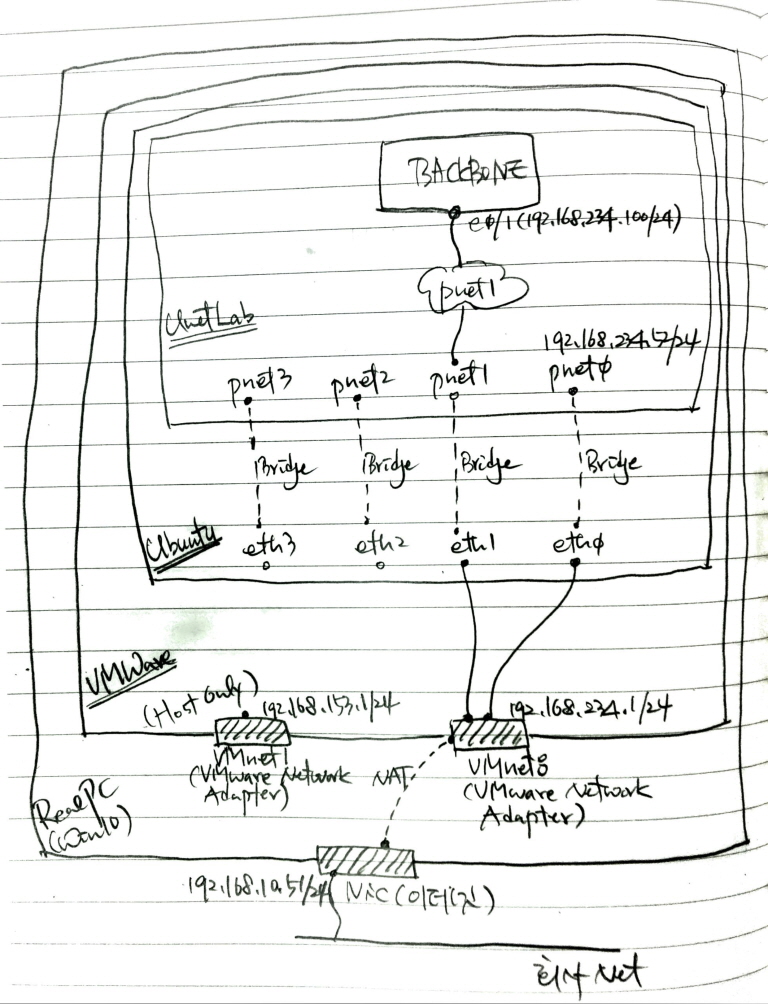 BACKBONE
e0/1 (192.168.234.100/24)
pnet1
UnetLab
192.168.234.52/24
pnet3 pnet2 pnet1 pnet0
Bridge Bridge Bridge Bridge
Ubuntu
eth3 eth2 eth1 eth0
VMWare
(Host Only) 192.168.153.1/24 192.168.234.1/24
VMnet1 NAT VMnet8
(VMware Network (VMware Network
Adapter) Adapter)
Real PC
(Win10)
192.168.10.51/24 NIC (이더넷)
회사 Net